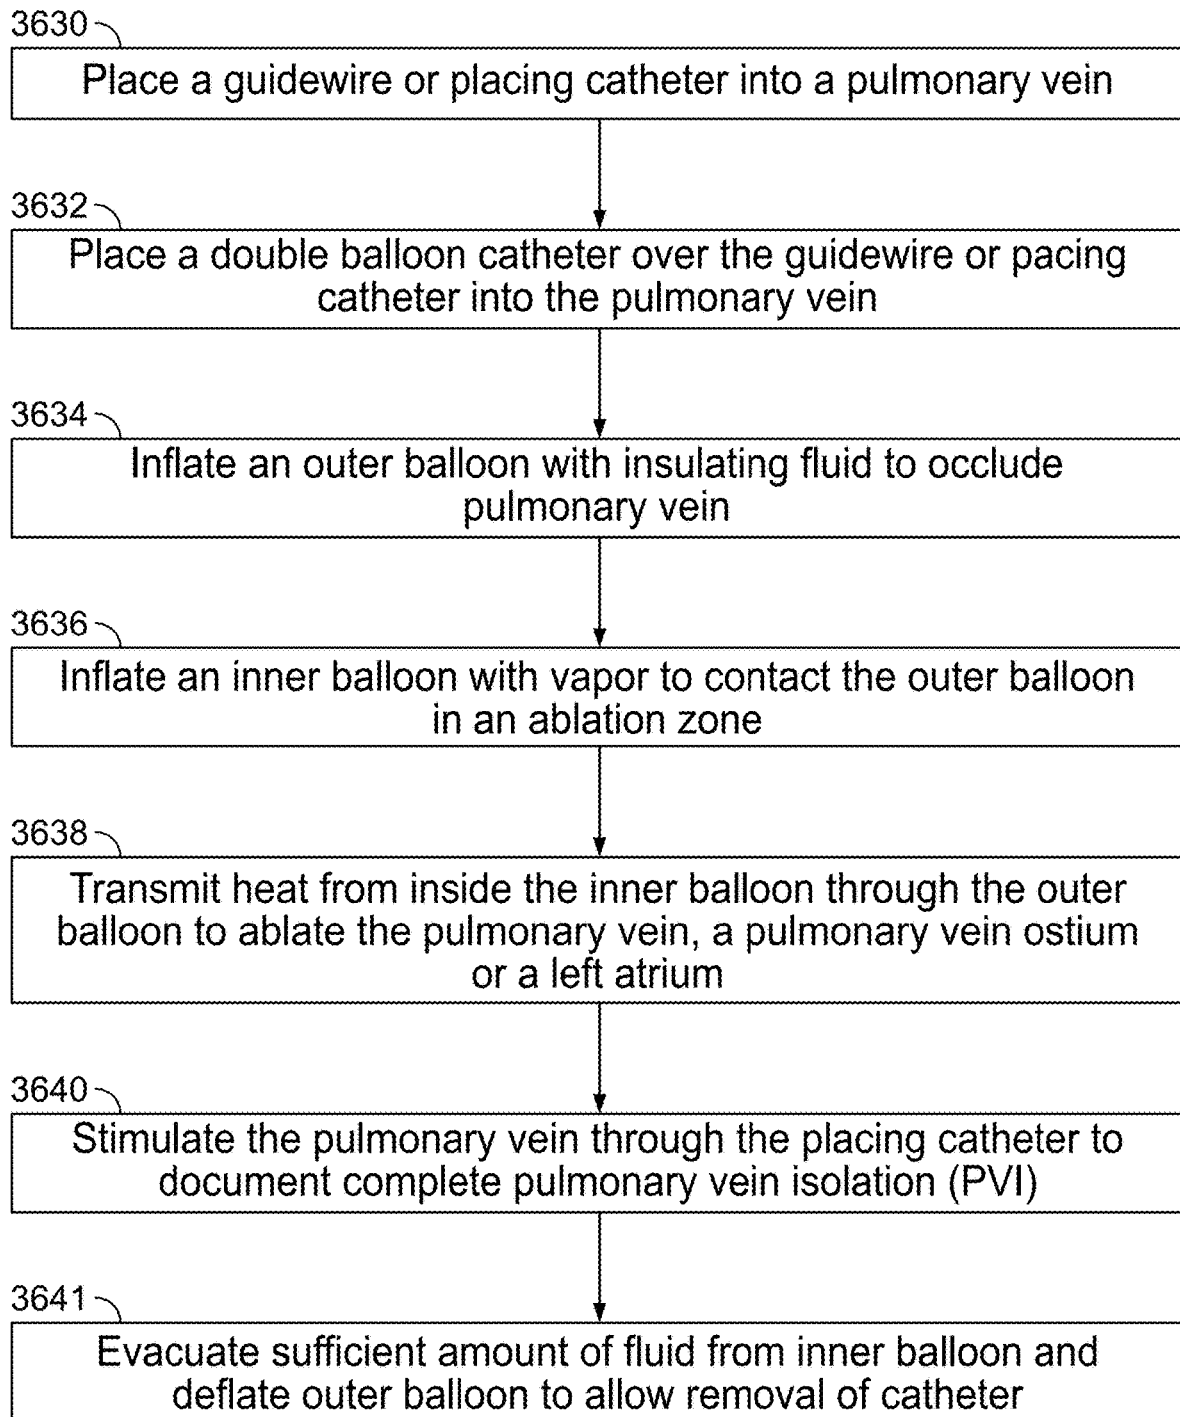 3630
Place a guidewire or placing catheter into a pulmonary vein
3632
Place a double balloon catheter over the guidewire or pacing
catheter into the pulmonary vein
3634
Inflate an outer balloon with insulating fluid to occlude
pulmonary vein
3636
Inflate an inner balloon with vapor to contact the outer balloon
in an ablation zone
3638
Transmit heat from inside the inner balloon through the outer
balloon to ablate the pulmonary vein, a pulmonary vein ostium
or a left atrium
3640
Stimulate the pulmonary vein through the placing catheter to
document complete pulmonary vein isolation (PVI)
3641
Evacuate sufficient amount of fluid from inner balloon and
deflate outer balloon to allow removal of catheter